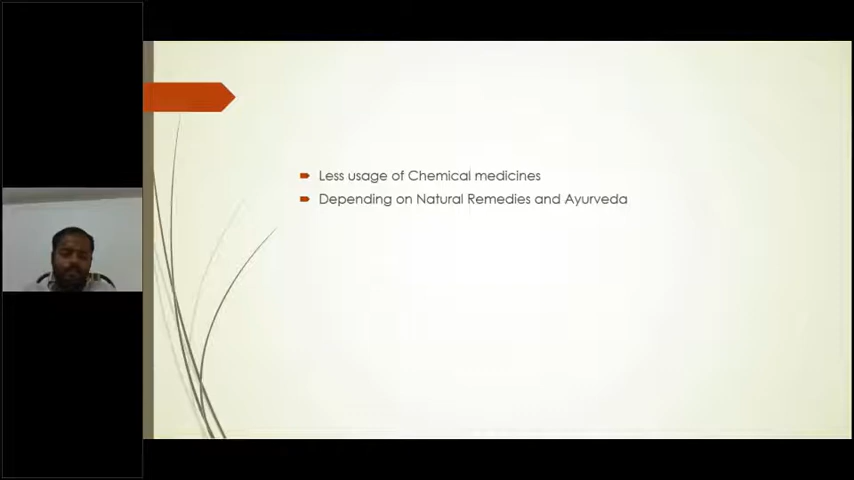 Less usage of Chemical medicines
Depending on Natural Remedies and Ayurveda